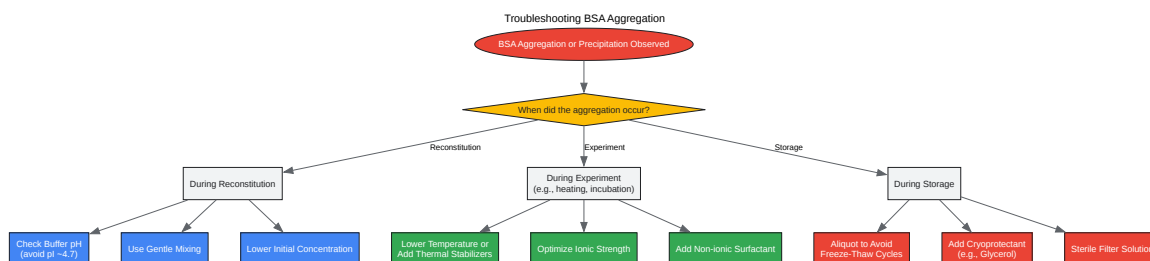 Troubleshooting BSA Aggregation
BSA Aggregation or Precipitation Observed
When did the aggregation occur?
Reconstitution
Experiment
Storage
During Reconstitution
During Experiment
(e.g., heating, incubation)
During Storage
Check Buffer pH
(avoid pI ~4.7)
Use Gentle Mixing
Lower Initial Concentration
Lower Temperature or
Add Thermal Stabilizers
Optimize Ionic Strength
Add Non-ionic Surfactant
Aliquot to Avoid
Freeze-Thaw Cycles
Add Cryoprotectant
(e.g., Glycerol)
Sterile Filter Solution